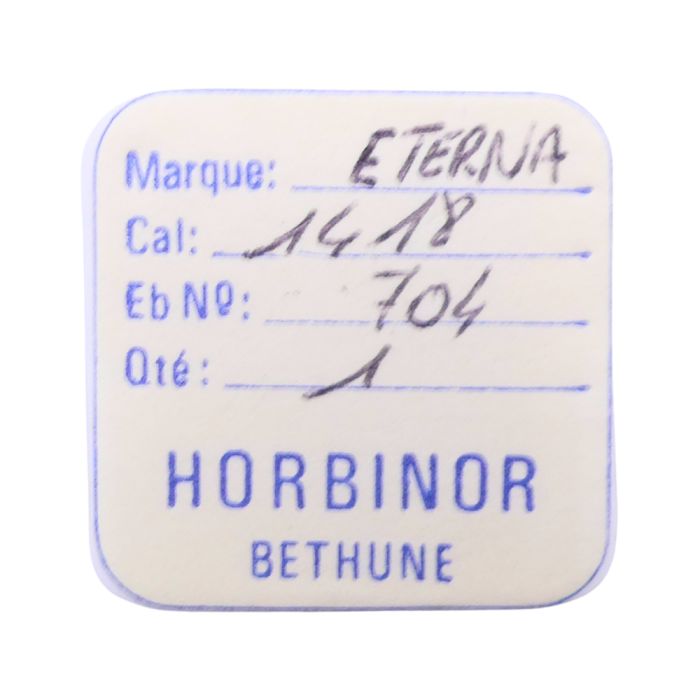 Marque: ETERNA
Cal: 1418
Eb Nº: 704
Qté: 1
HORBINOR
BETHUNE